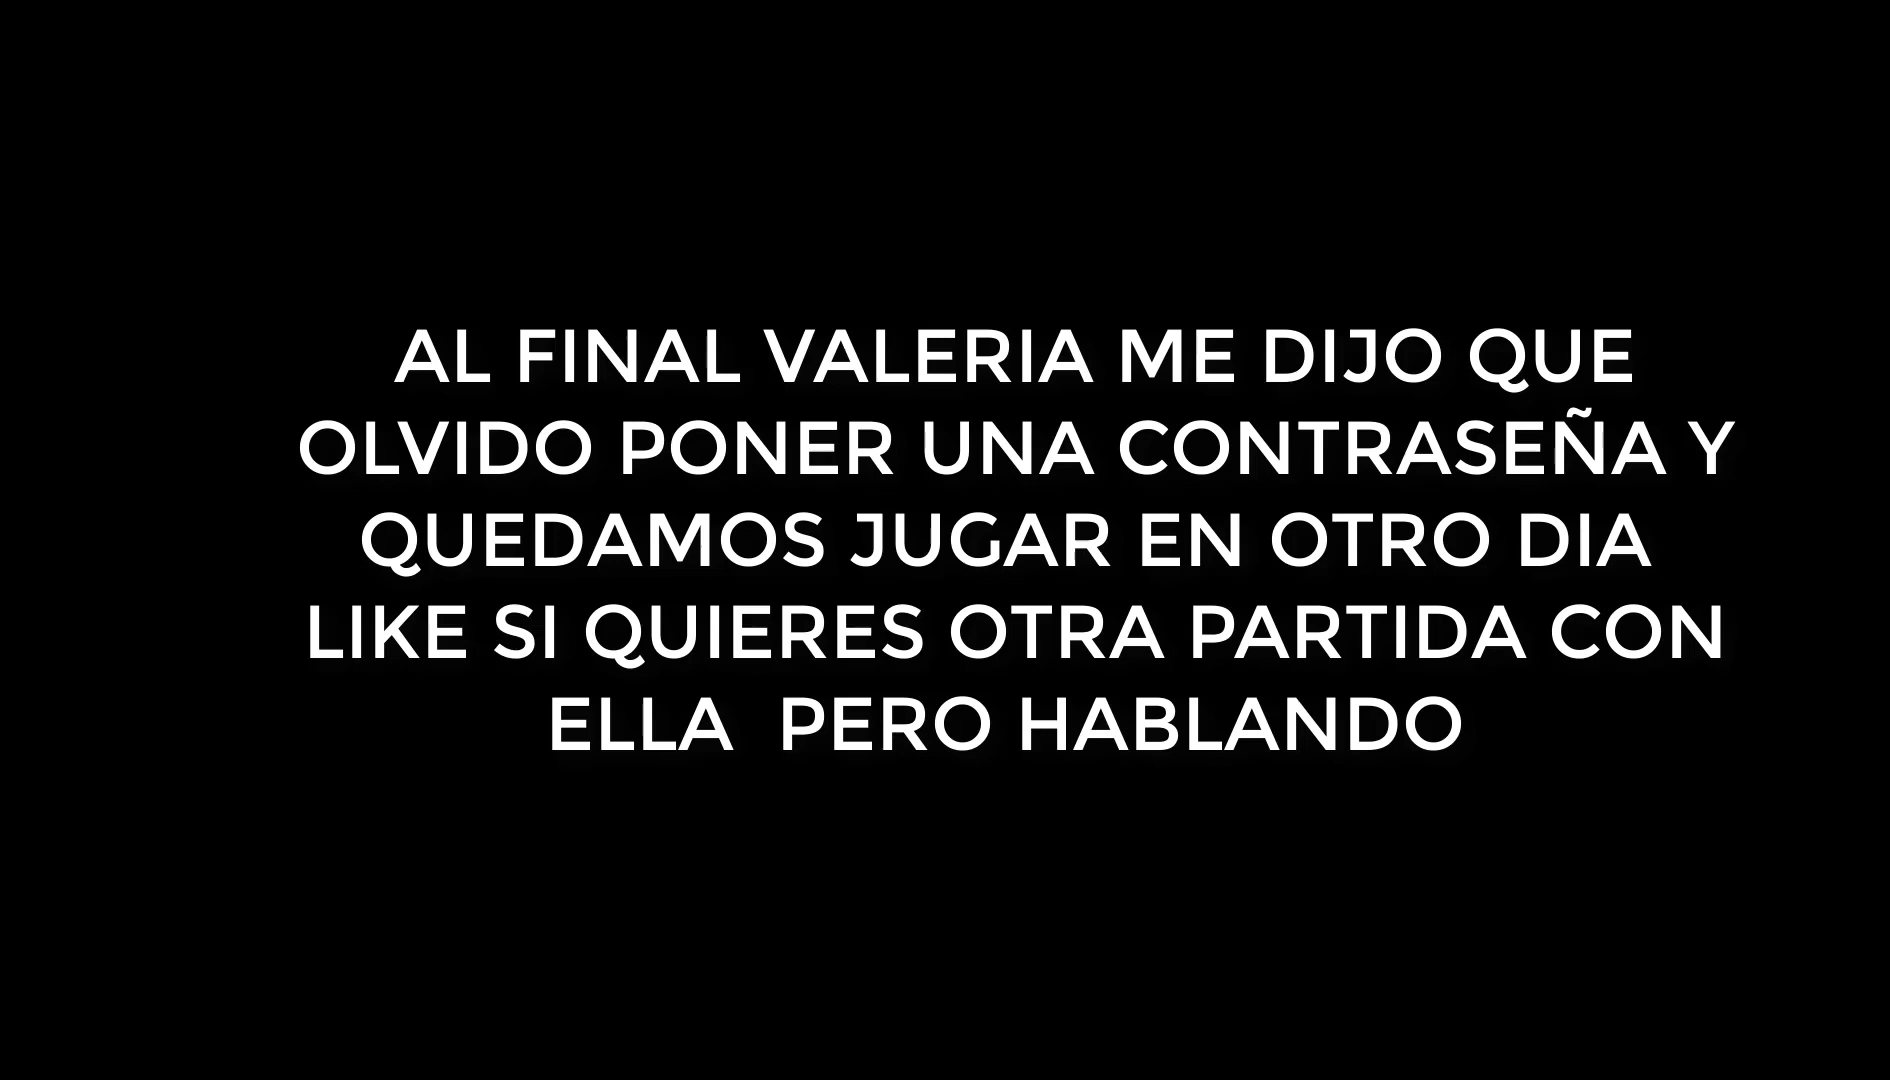 AL FINAL VALERIA ME DIJO QUE
OLVIDO PONER UNA CONTRASEÑA Y
QUEDAMOS JUGAR EN OTRO DIA
LIKE SI QUIERES OTRA PARTIDA CON
ELLA  PERO HABLANDO